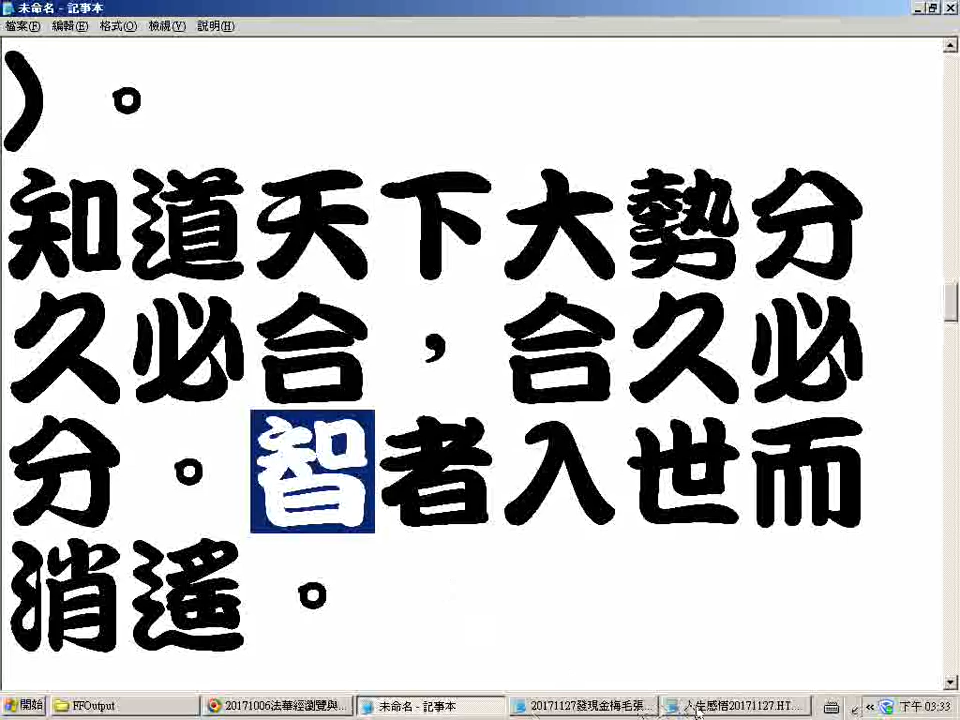 未命名 - 記事本
檔案(F) 編輯(E) 格式(O) 檢視(V) 說明(H)
)。
知道天下大勢分
久必合,合久必
分。智者入世而
消遙。
開始 FFOutput 20171006法華經瀏覽與... 未命名 - 記事本 20171127發現金梅毛張... 人生感悟20171127.HT... « 下午 03:33